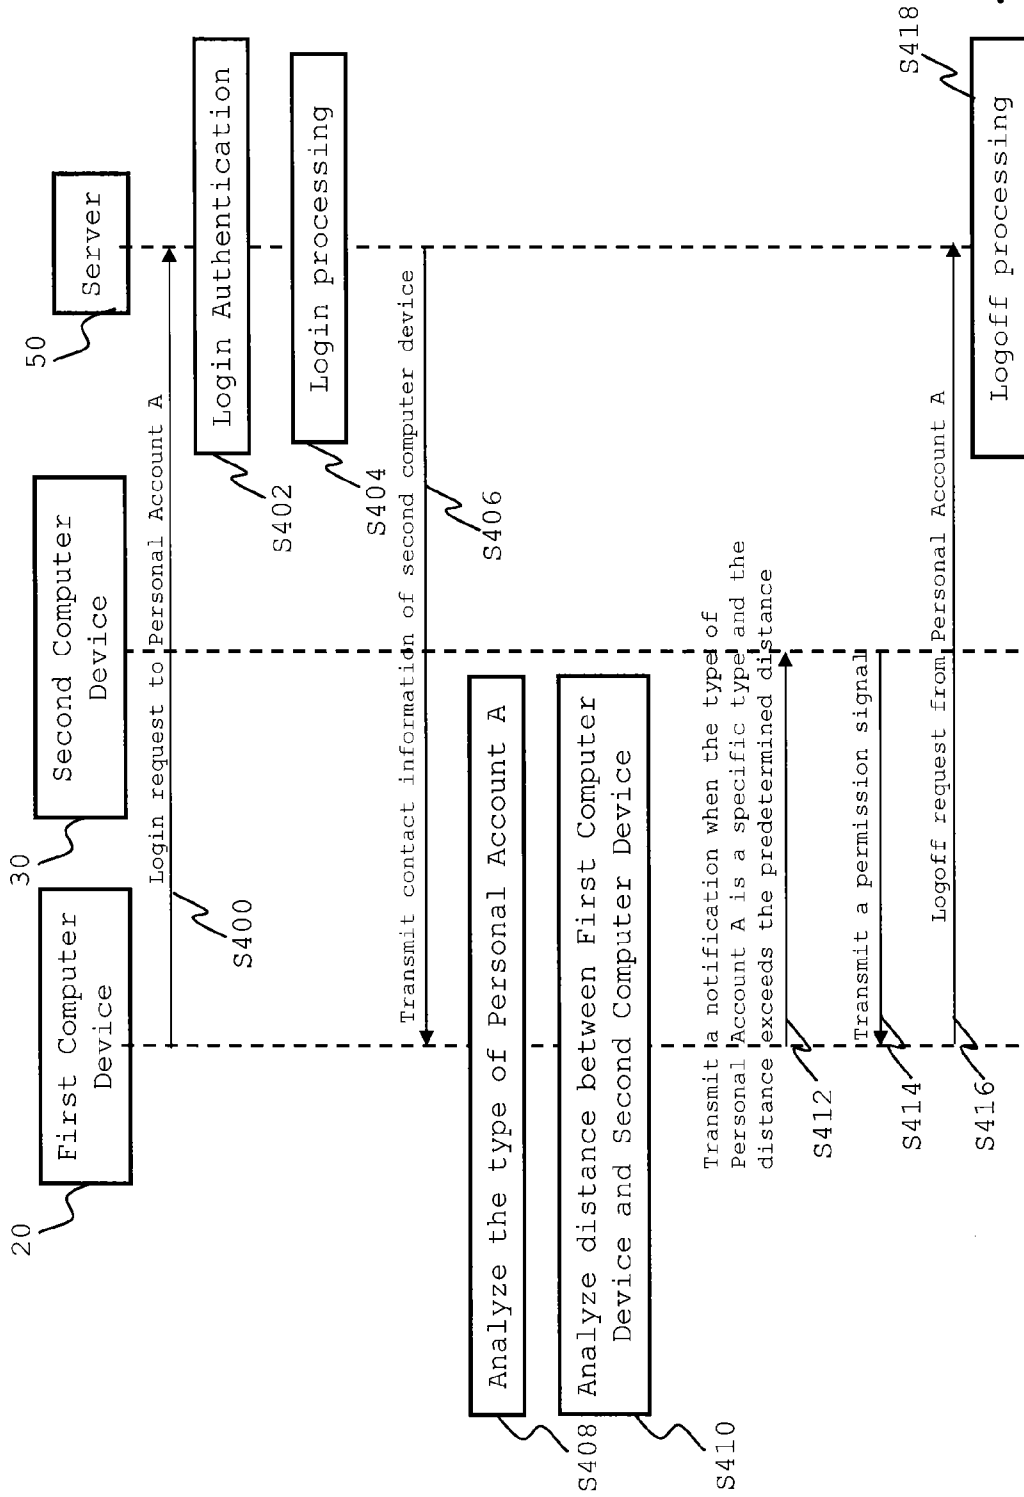 20
First Computer
Device
30
Second Computer
Device
50
Server
Login request to Personal Account A
S400
Login Authentication
S402
Login processing
S404
Transmit contact information of second computer device
S406
Analyze the type of Personal Account A
S408
Analyze distance between First Computer
Device and Second Computer Device
S410
Transmit a notification when the type of
Personal Account A is a specific type and the
distance exceeds the predetermined distance
S412
Transmit a permission signal
S414
Logoff request from Personal Account A
S416
Logoff processing
S418